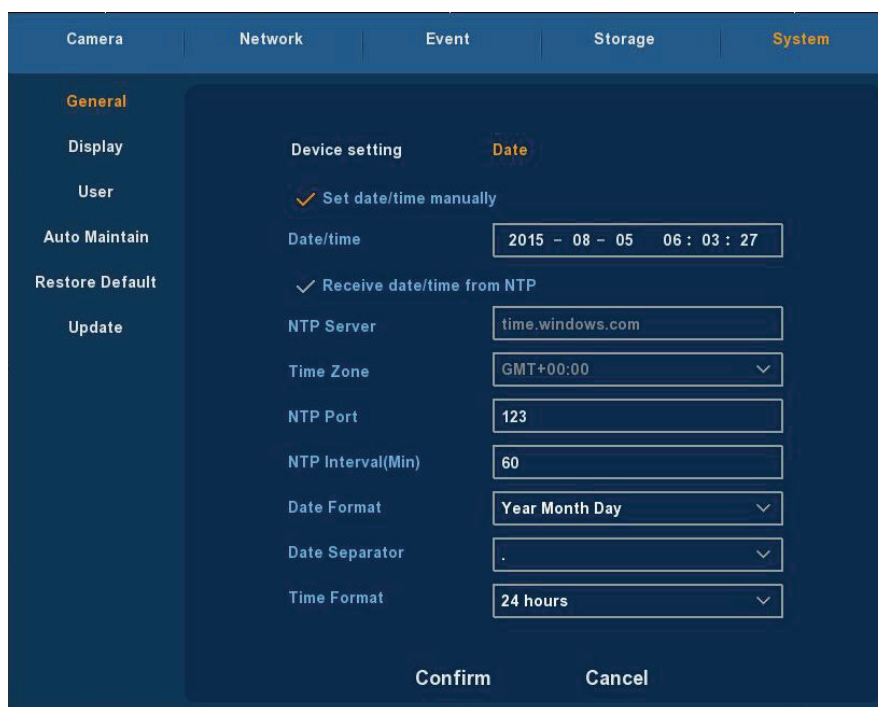 Camera Network Event Storage System
General
Display
User
Auto Maintain
Restore Default
Update
Device setting Date
Set date/time manually
Date/time 2015 - 08 - 05 06 : 03 : 27
Receive date/time from NTP
NTP Server time.windows.com
Time Zone GMT+00:00
NTP Port 123
NTP Interval(Min) 60
Date Format Year Month Day
Date Separator .
Time Format 24 hours
Confirm Cancel